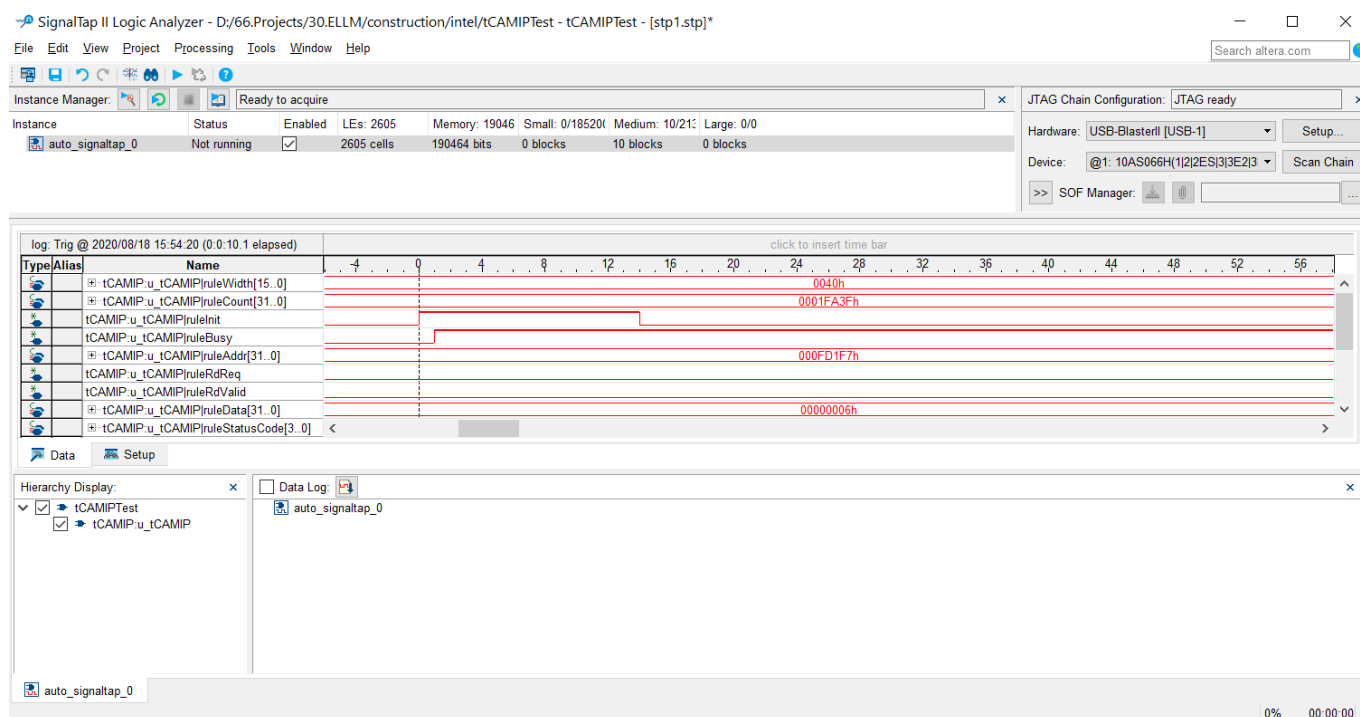 SignalTap II Logic Analyzer - D:/66.Projects/30.ELLM/construction/intel/tCAMIPTest - tCAMIPTest - [stp1.stp]*
File Edit View Project Processing Tools Window Help
Search altera.com
Instance Manager: Ready to acquire
JTAG Chain Configuration: JTAG ready
Instance Status Enabled LEs: 2605 Memory: 19046 Small: 0/18520( Medium: 10/213 Large: 0/0
auto_signaltap_0 Not running 2605 cells 190464 bits 0 blocks 10 blocks 0 blocks
Hardware: USB-BlasterII [USB-1] Setup...
Device: @1: 10AS066H(1|2|2ES|3|3E2|3 Scan Chain
>> SOF Manager: ...
log: Trig @ 2020/08/18 15:54:20 (0:0:10.1 elapsed) click to insert time bar
Type Alias Name -4 0 4 8 12 16 20 24 28 32 36 40 44 48 52 56
tCAMIP:u_tCAMIP|ruleWidth[15..0] 0040h
tCAMIP:u_tCAMIP|ruleCount[31..0] 0001FA3Fh
tCAMIP:u_tCAMIP|ruleInit
tCAMIP:u_tCAMIP|ruleBusy
tCAMIP:u_tCAMIP|ruleAddr[31..0] 000FD1F7h
tCAMIP:u_tCAMIP|ruleRdReq
tCAMIP:u_tCAMIP|ruleRdValid
tCAMIP:u_tCAMIP|ruleData[31..0] 00000006h
tCAMIP:u_tCAMIP|ruleStatusCode[3..0]
Data Setup
Hierarchy Display:
tCAMIPTest
tCAMIP:u_tCAMIP
Data Log:
auto_signaltap_0
auto_signaltap_0
0% 00:00:00